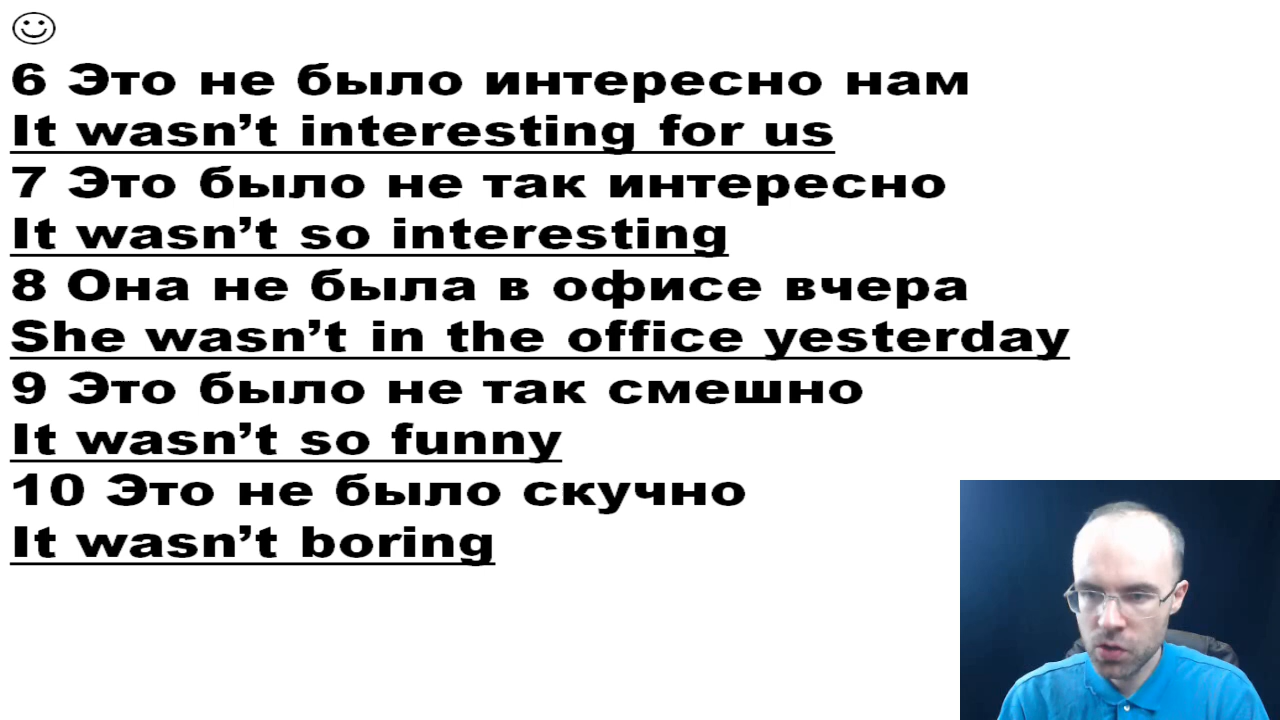 6 Это не было интересно нам
It wasn’t interesting for us
7 Это было не так интересно
It wasn’t so interesting
8 Она не была в офисе вчера
She wasn’t in the office yesterday
9 Это было не так смешно
It wasn’t so funny
10 Это не было скучно
It wasn’t boring